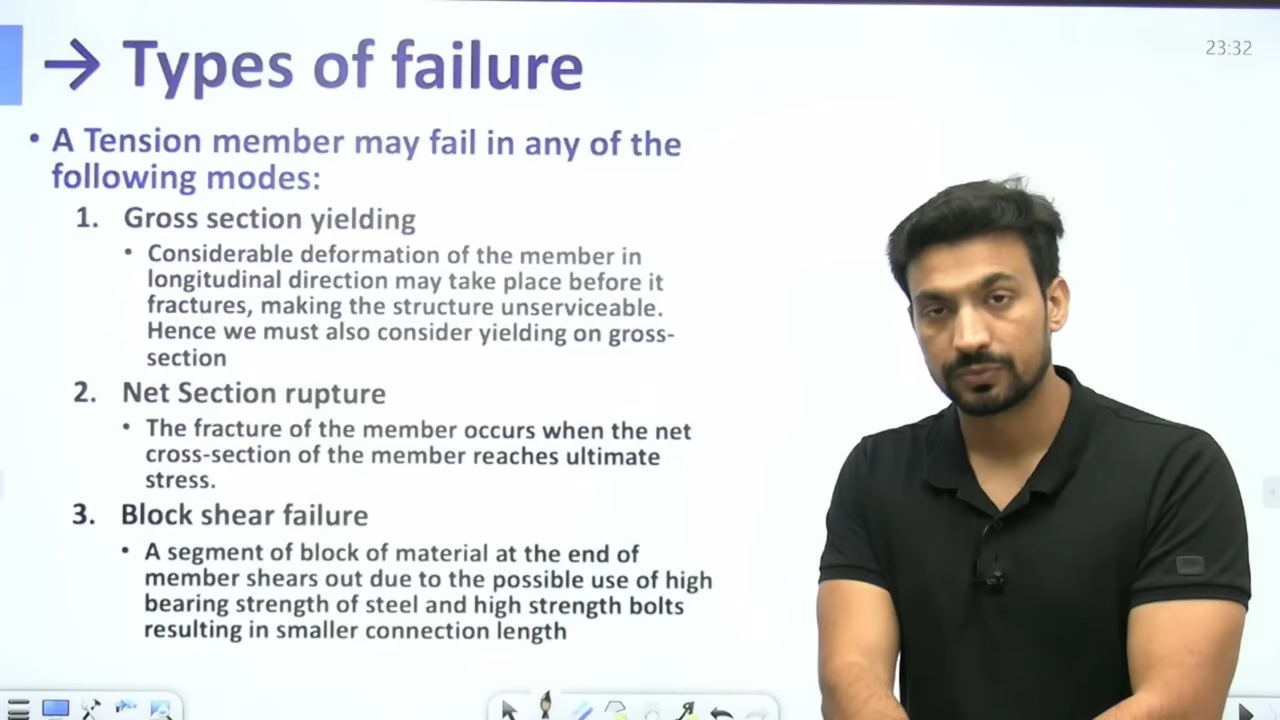 23:32
→ Types of failure
• A Tension member may fail in any of the
following modes:
1. Gross section yielding
• Considerable deformation of the member in
longitudinal direction may take place before it
fractures, making the structure unserviceable.
Hence we must also consider yielding on gross-
section
2. Net Section rupture
• The fracture of the member occurs when the net
cross-section of the member reaches ultimate
stress.
3. Block shear failure
• A segment of block of material at the end of
member shears out due to the possible use of high
bearing strength of steel and high strength bolts
resulting in smaller connection length